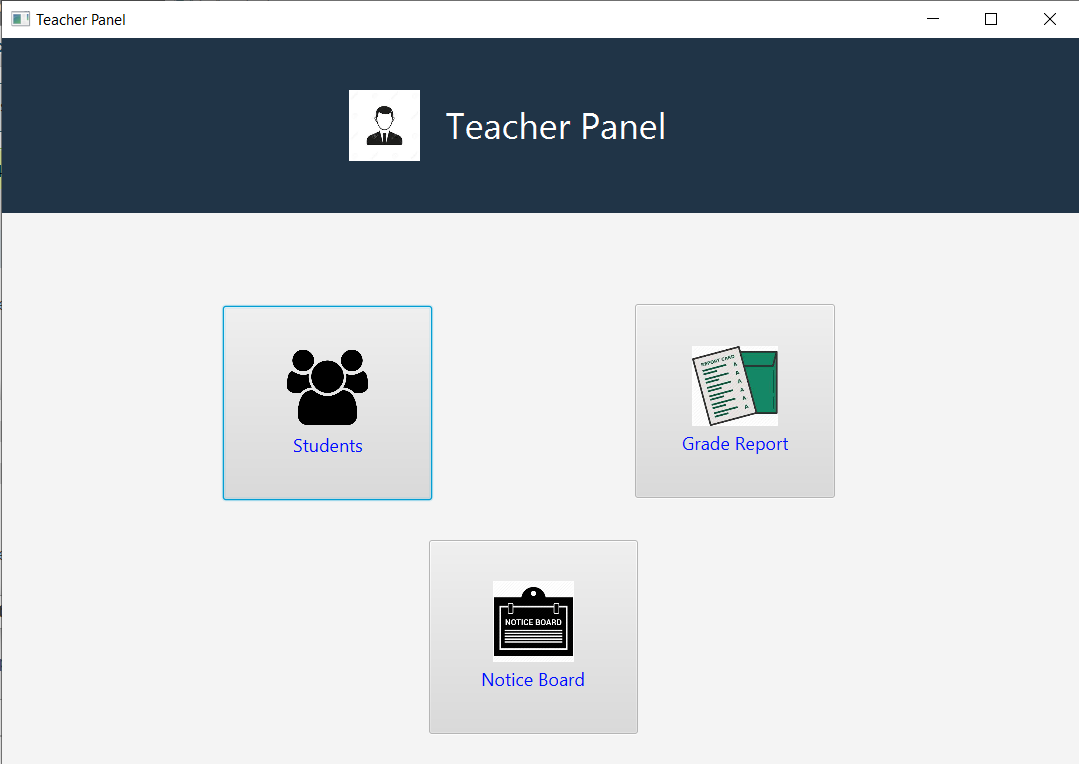 Teacher Panel
Teacher Panel
REPORT CARD
A
A
A
A
A
A
Students
Grade Report
NOTICE BOARD
Notice Board